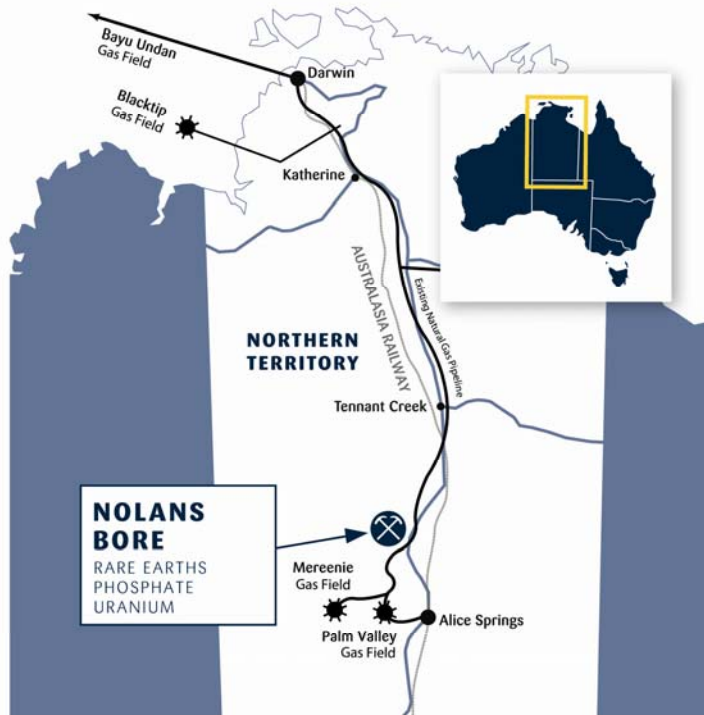 Bayu Undan
Gas Field
Darwin
Blacktip
Gas Field
Katherine
AUSTRALASIA RAILWAY
Existing Natural Gas Pipeline
NORTHERN
TERRITORY
Tennant Creek
NOLANS
BORE
RARE EARTHS
PHOSPHATE
URANIUM
Mereenie
Gas Field
Palm Valley
Gas Field
Alice Springs